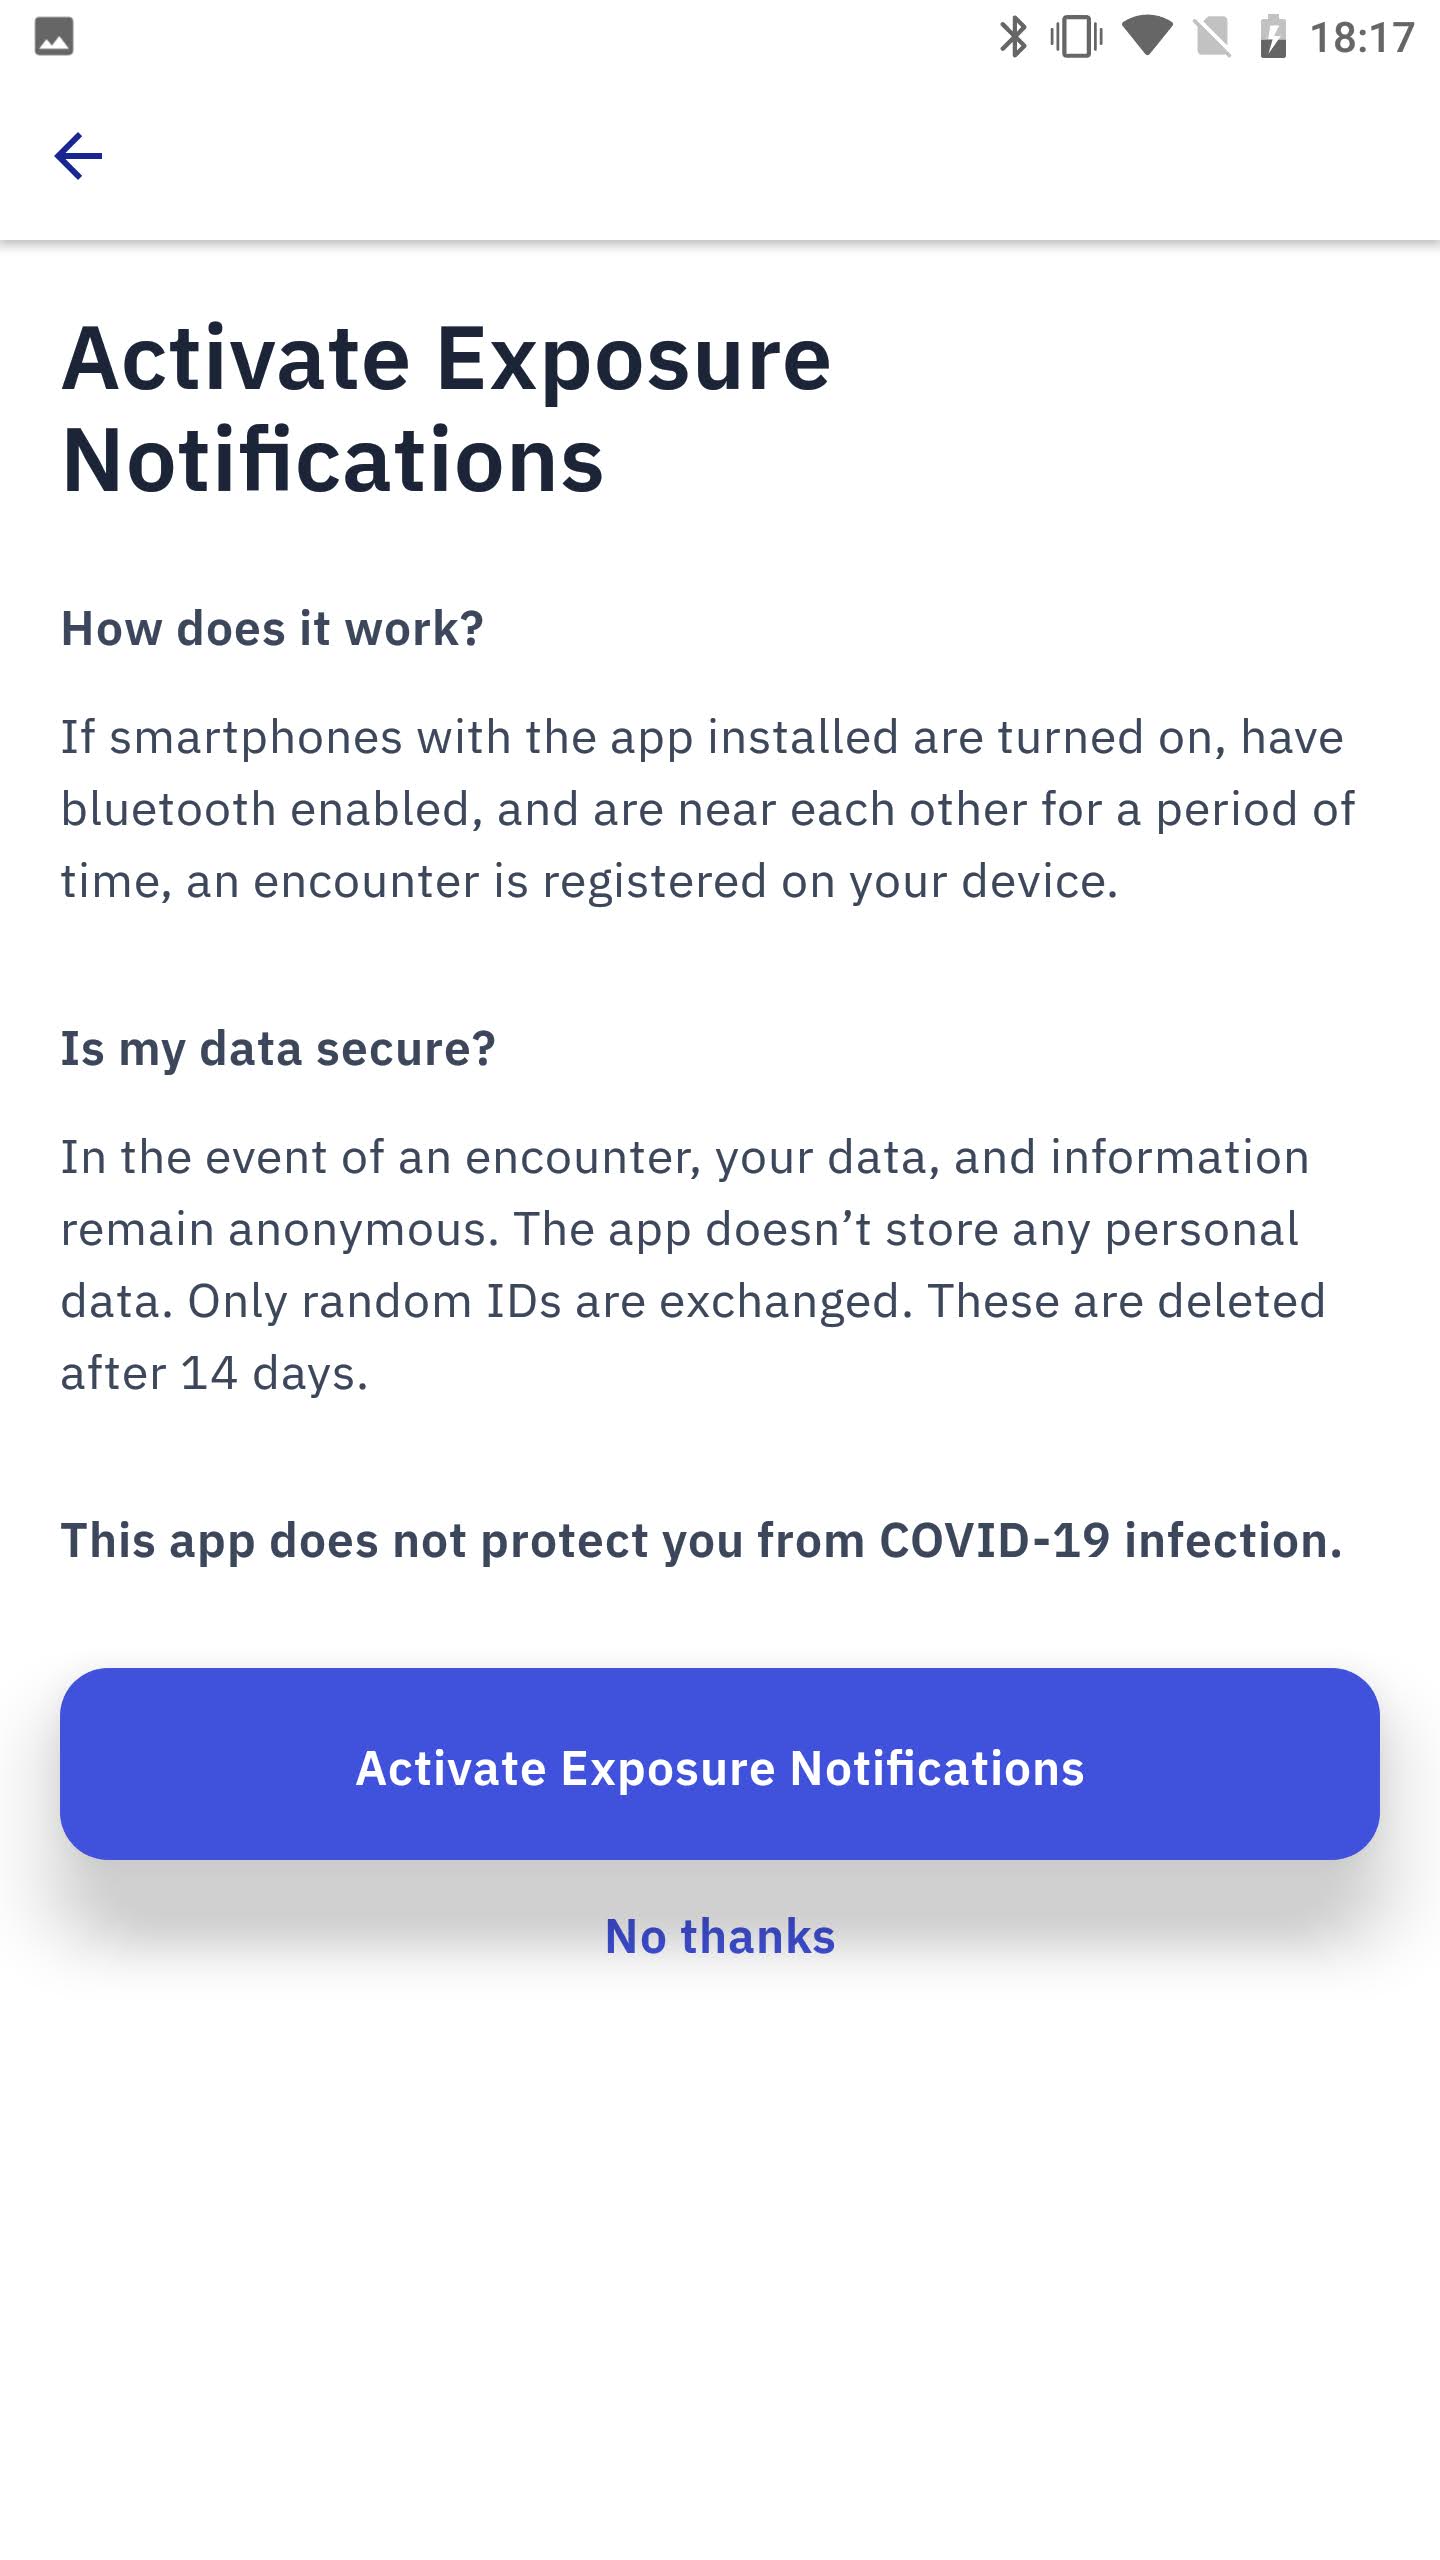 18:17
Activate Exposure
Notifications
How does it work?
If smartphones with the app installed are turned on, have
bluetooth enabled, and are near each other for a period of
time, an encounter is registered on your device.
Is my data secure?
In the event of an encounter, your data, and information
remain anonymous. The app doesn’t store any personal
data. Only random IDs are exchanged. These are deleted
after 14 days.
This app does not protect you from COVID-19 infection.
Activate Exposure Notifications
No thanks